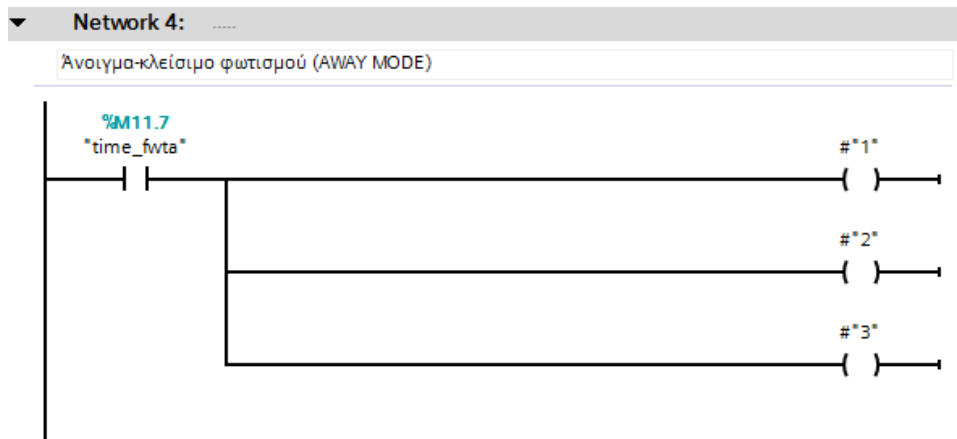 Network 4: .....
Άνοιγμα-κλείσιμο φωτισμού (AWAY MODE)
%M11.7
"time_fwta"
#"1"
#"2"
#"3"